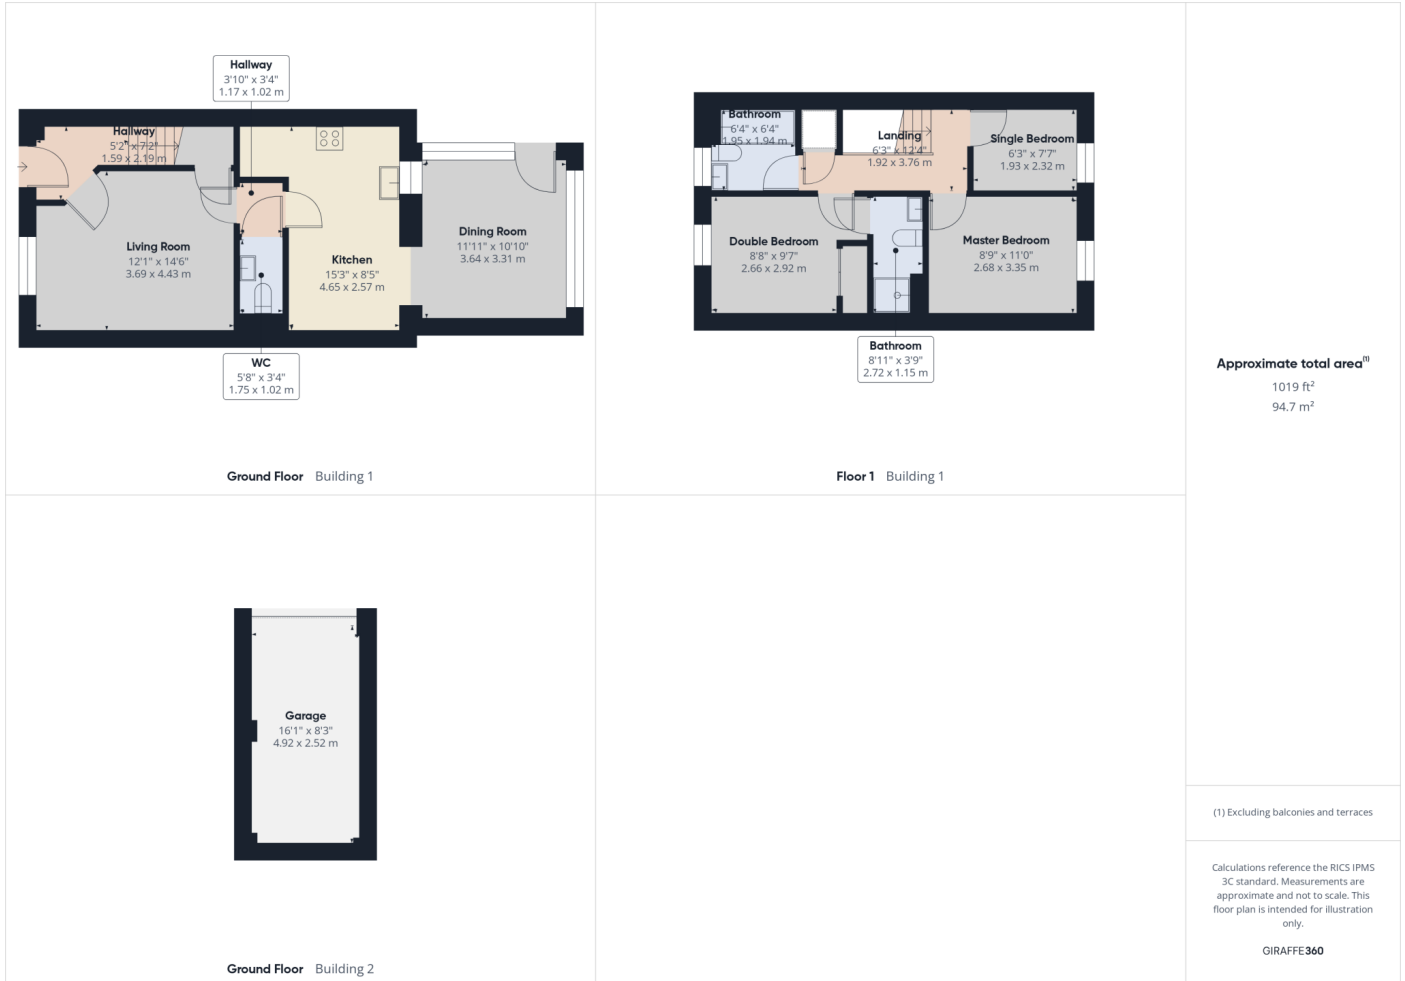 Hallway
3'10" x 3'4"
1.17 x 1.02 m
Hallway
5'2" x 7'2"
1.59 x 2.19 m
Living Room
12'1" x 14'6"
3.69 x 4.43 m
Kitchen
15'3" x 8'5"
4.65 x 2.57 m
Dining Room
11'11" x 10'10"
3.64 x 3.31 m
WC
5'8" x 3'4"
1.75 x 1.02 m
Ground Floor Building 1
Bathroom
6'4" x 6'4"
1.95 x 1.94 m
Landing
6'3" x 12'4"
1.92 x 3.76 m
Single Bedroom
6'3" x 7'7"
1.93 x 2.32 m
Double Bedroom
8'8" x 9'7"
2.66 x 2.92 m
Master Bedroom
8'9" x 11'0"
2.68 x 3.35 m
Bathroom
8'11" x 3'9"
2.72 x 1.15 m
Floor 1 Building 1
Garage
16'1" x 8'3"
4.92 x 2.52 m
Ground Floor Building 2
Approximate total area(1)
1019 ft²
94.7 m²
(1) Excluding balconies and terraces
Calculations reference the RICS IPMS
3C standard. Measurements are
approximate and not to scale. This
floor plan is intended for illustration
only.
GIRAFFE360